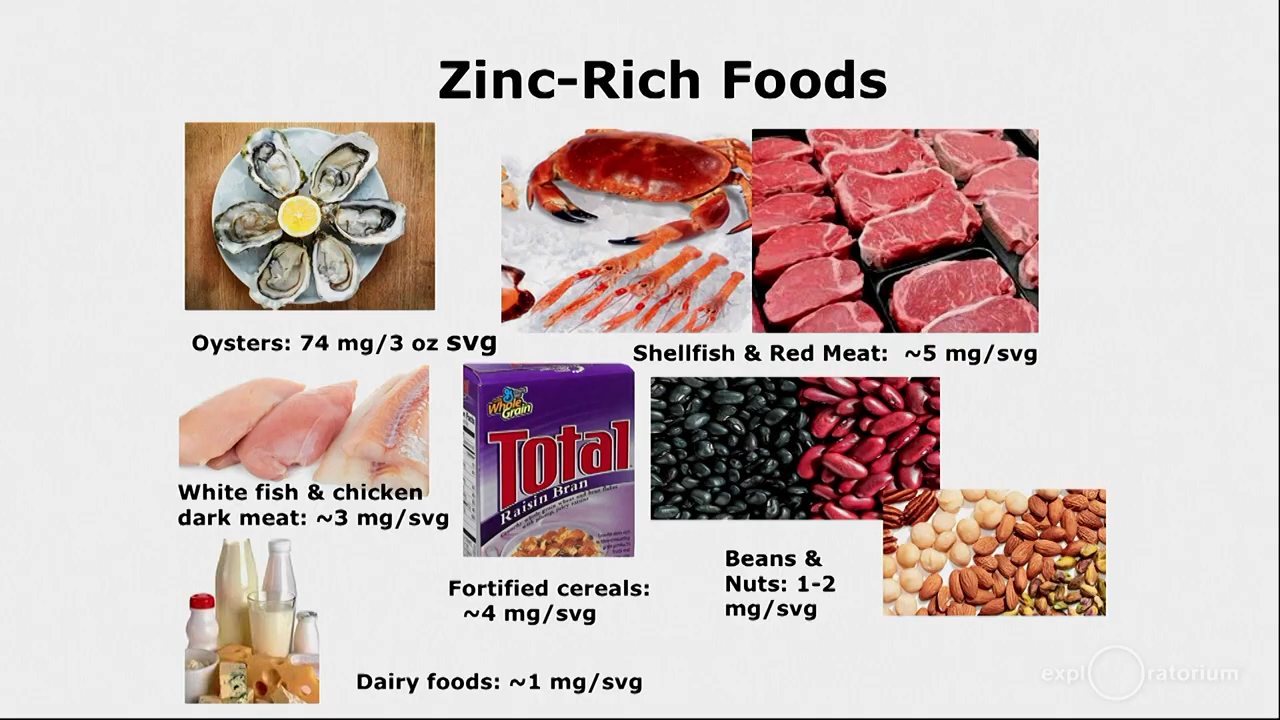 Zinc-Rich Foods
Oysters: 74 mg/3 oz svg
Shellfish & Red Meat: ~5 mg/svg
Whole
Grain
Total
Raisin Bran
White fish & chicken
dark meat: ~3 mg/svg
Fortified cereals:
~4 mg/svg
Beans &
Nuts: 1-2
mg/svg
Dairy foods: ~1 mg/svg
expl ratorium